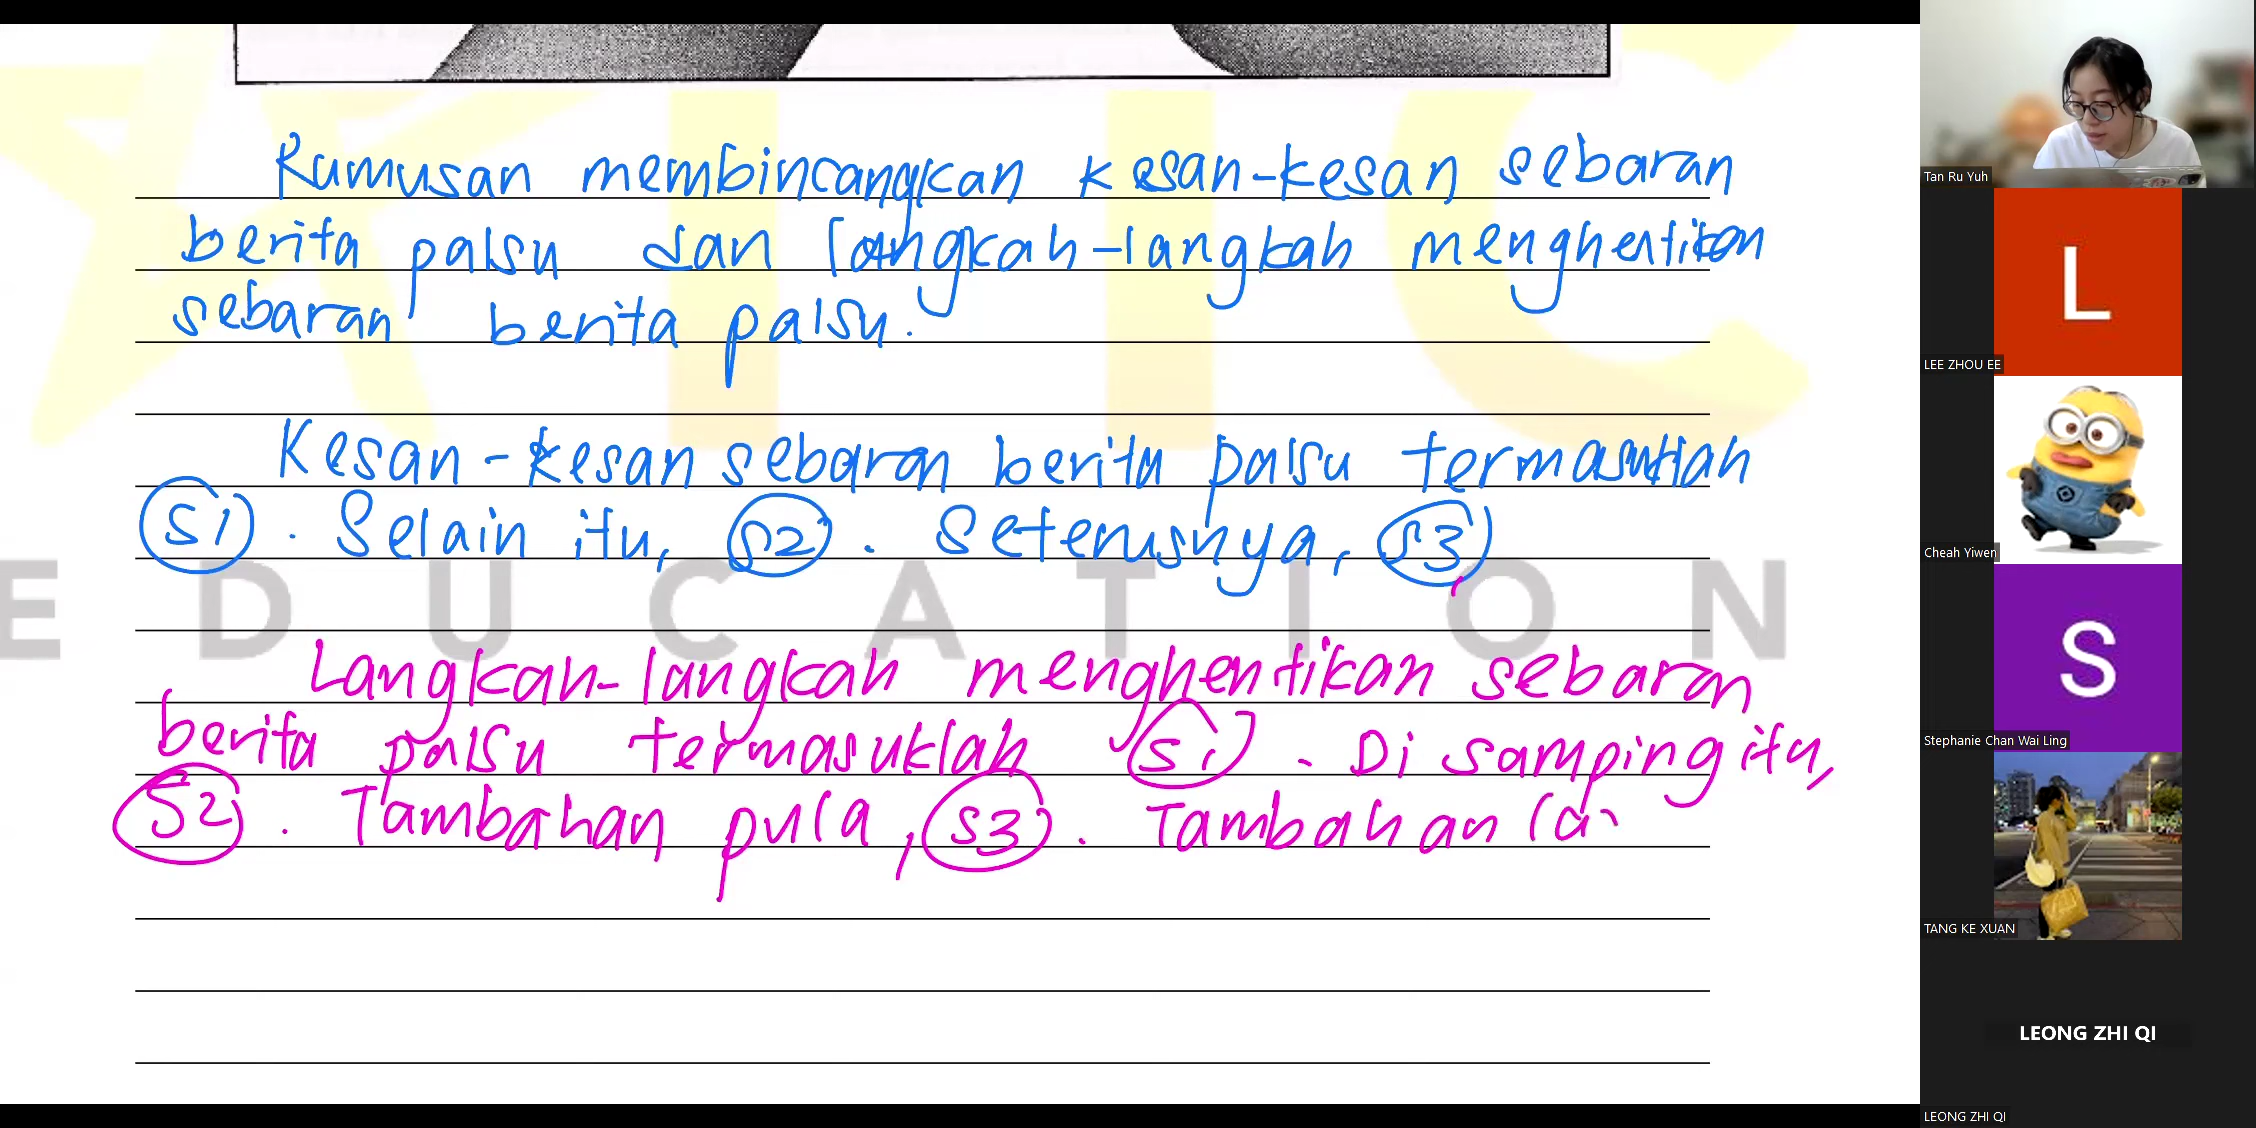 Rumusan membincangkan kesan-kesan sebaran
berita palsu dan langkah-langkah menghentikan
sebaran berita palsu.
Kesan-kesan sebaran berita palsu termasuklah
S1. Selain itu, S2. Seterusnya, S3
Langkah-langkah menghentikan sebaran
berita palsu termasuklah S1. Di samping itu,
S2. Tambahan pula, S3. Tambahan la
EDUCATION
Tan Ru Yuh
L
LEE ZHOU EE
Cheah Yiwen
S
Stephanie Chan Wai Ling
TANG KE XUAN
LEONG ZHI QI
LEONG ZHI QI